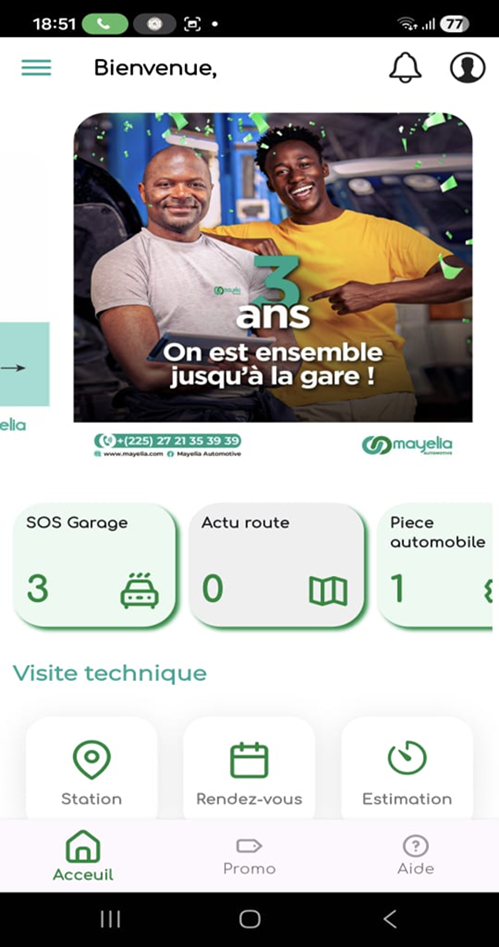 18:51
77
Bienvenue,
mayelia
3
ans
On est ensemble
jusqu'à la gare !
→
elia
+(225) 27 21 35 39 39
www.mayelia.com Mayelia Automotive
mayelia
AUTOMOTIVE
SOS Garage
3
Actu route
0
Piece
automobile
1
Visite technique
Station
Rendez-vous
Estimation
Acceuil
Promo
Aide